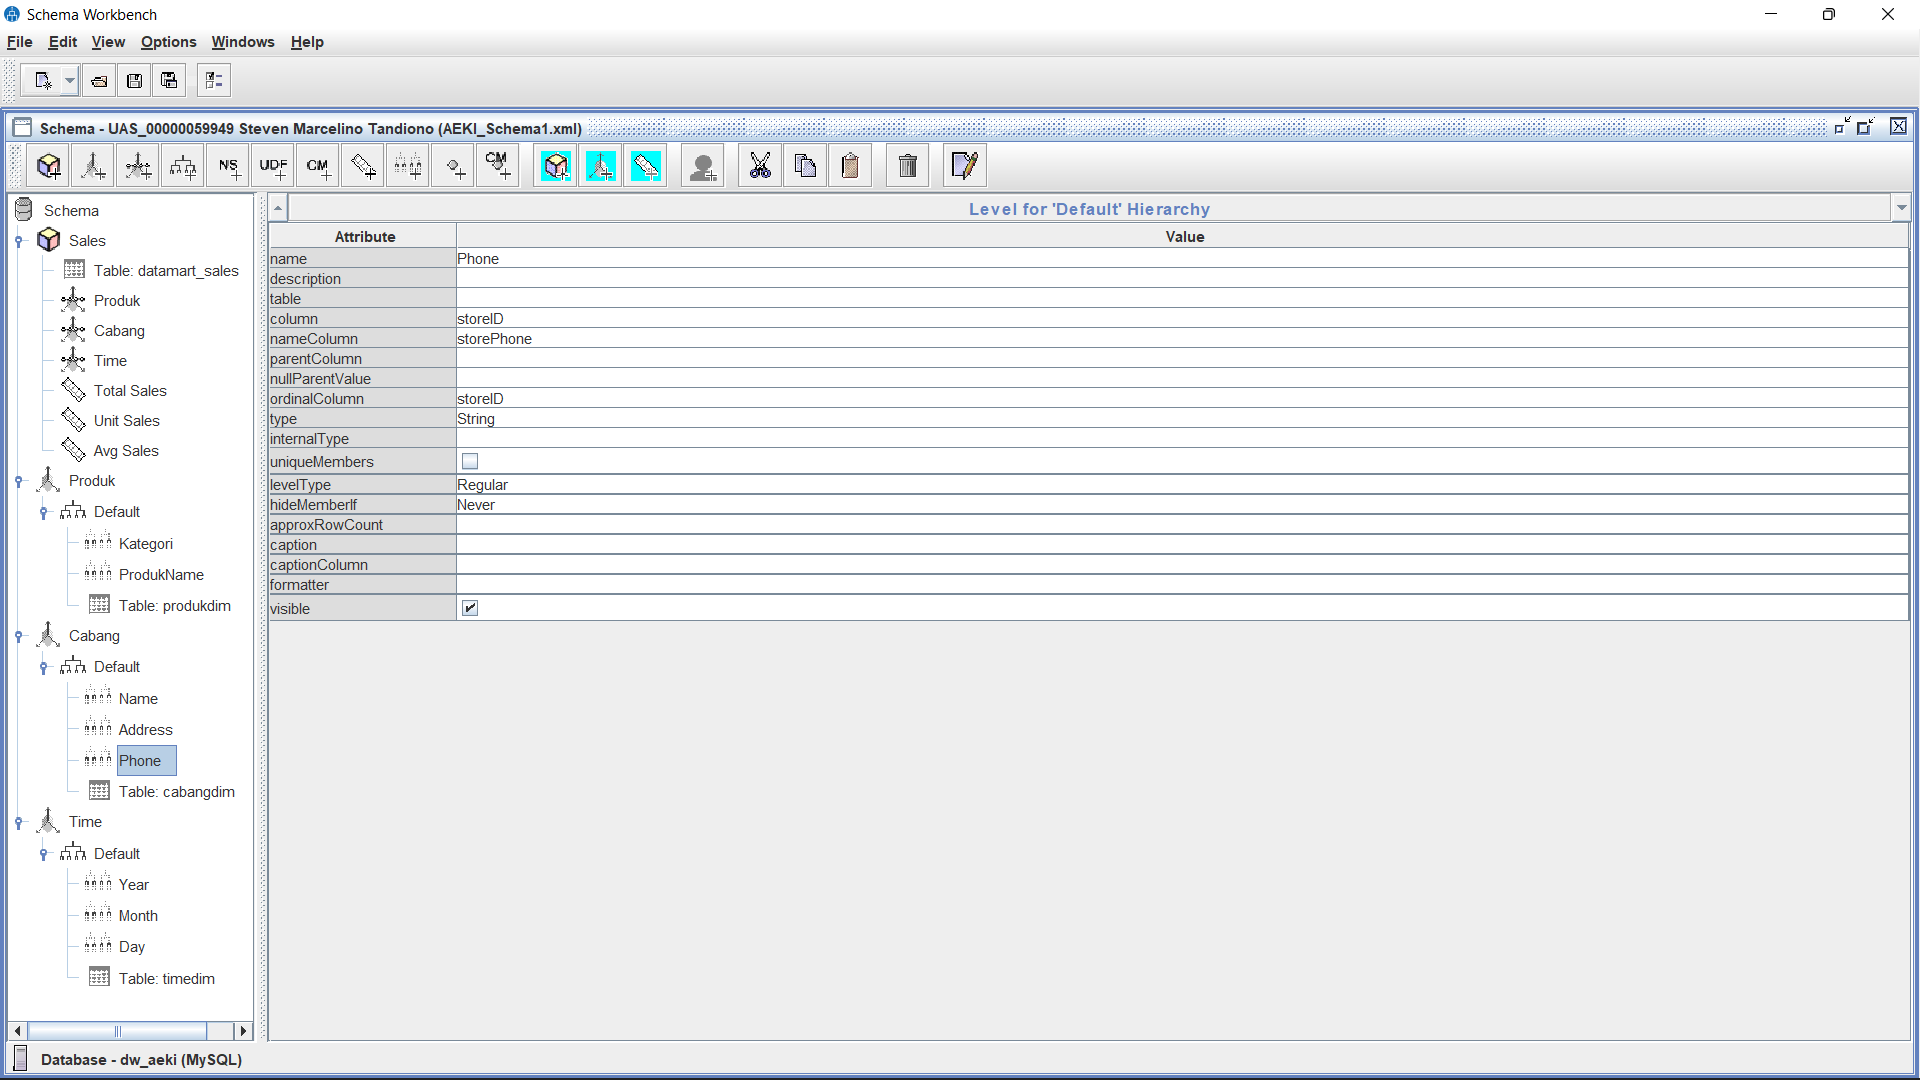 Schema Workbench
File Edit View Options Windows Help
Schema - UAS_00000059949 Steven Marcelino Tandiono (AEKI_Schema1.xml)
NS UDF CM CM
Schema
Sales
Table: datamart_sales
Produk
Cabang
Time
Total Sales
Unit Sales
Avg Sales
Produk
Default
Kategori
ProdukName
Table: produkdim
Cabang
Default
Name
Address
Phone
Table: cabangdim
Time
Default
Year
Month
Day
Table: timedim
Level for 'Default' Hierarchy
Attribute Value
name Phone
description
table
column storeID
nameColumn storePhone
parentColumn
nullParentValue
ordinalColumn storeID
type String
internalType
uniqueMembers
levelType Regular
hideMemberIf Never
approxRowCount
caption
captionColumn
formatter
visible
Database - dw_aeki (MySQL)